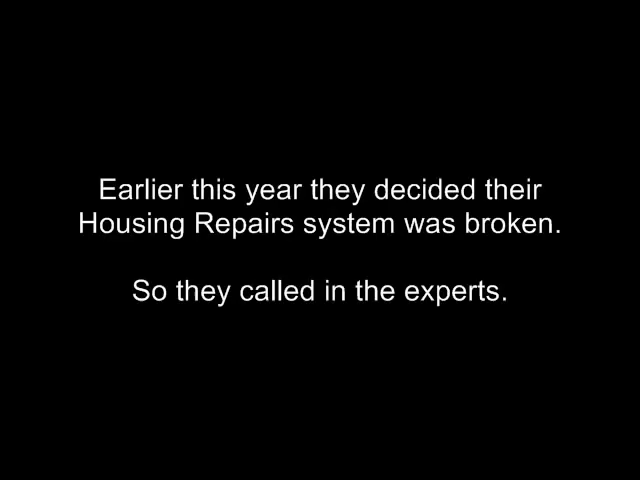 Earlier this year they decided their
Housing Repairs system was broken.
So they called in the experts.